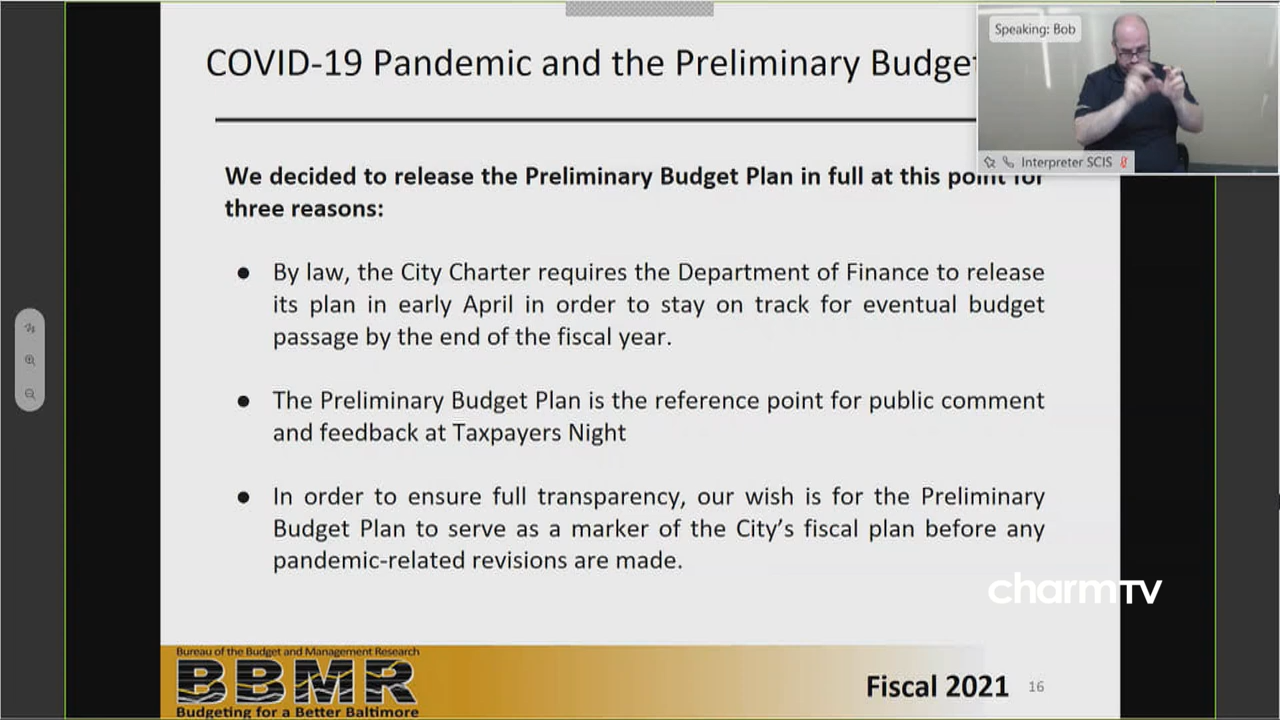 COVID-19 Pandemic and the Preliminary Budget
Speaking: Bob
Interpreter SCIS
We decided to release the Preliminary Budget Plan in full at this point for
three reasons:
● By law, the City Charter requires the Department of Finance to release
its plan in early April in order to stay on track for eventual budget
passage by the end of the fiscal year.
● The Preliminary Budget Plan is the reference point for public comment
and feedback at Taxpayers Night
● In order to ensure full transparency, our wish is for the Preliminary
Budget Plan to serve as a marker of the City's fiscal plan before any
pandemic-related revisions are made.
charmTV
Bureau of the Budget and Management Research
BBMR
Budgeting for a Better Baltimore
Fiscal 2021 16